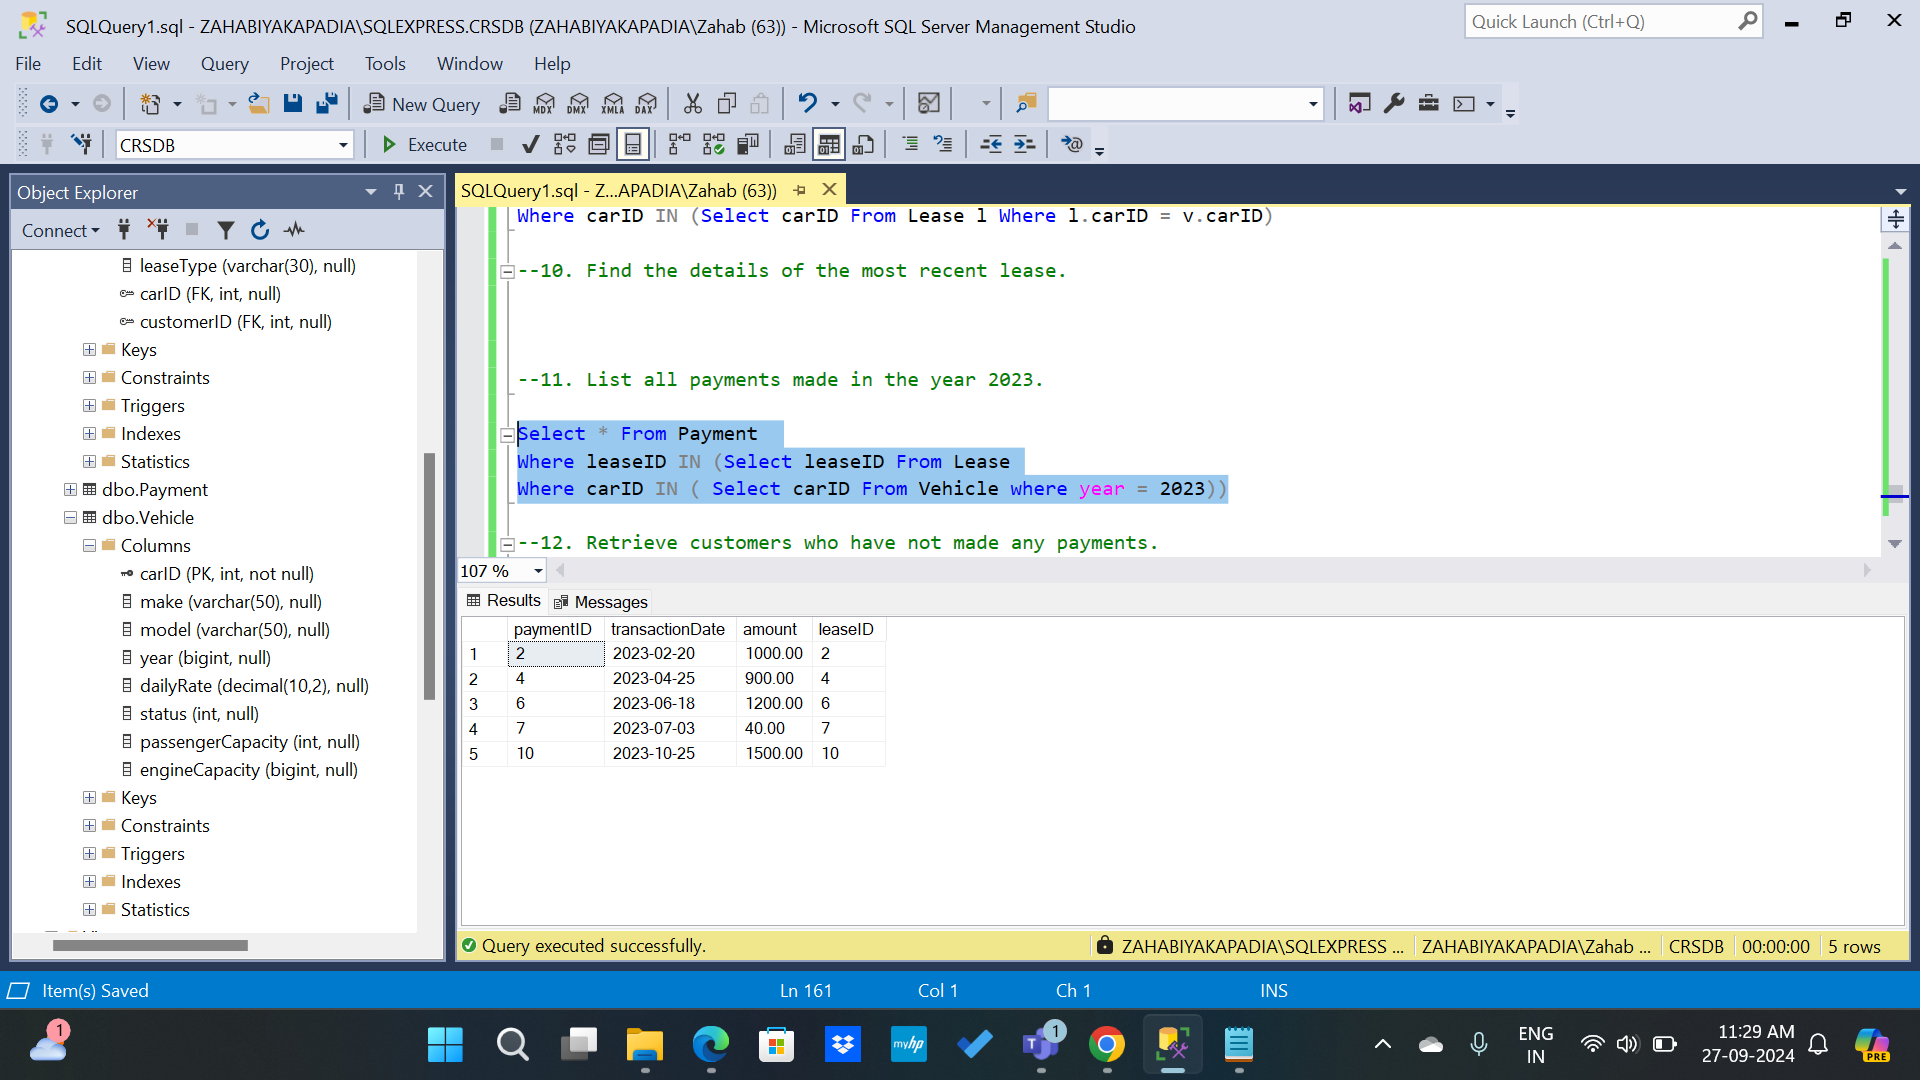 SQLQuery1.sql - ZAHABIYAKAPADIA\SQLEXPRESS.CRSDB (ZAHABIYAKAPADIA\Zahab (63)) - Microsoft SQL Server Management Studio
Quick Launch (Ctrl+Q)
File Edit View Query Project Tools Window Help
New Query MDX DMX XMLA DAX
CRSDB Execute
Object Explorer
Connect
leaseType (varchar(30), null)
carID (FK, int, null)
customerID (FK, int, null)
Keys
Constraints
Triggers
Indexes
Statistics
dbo.Payment
dbo.Vehicle
Columns
carID (PK, int, not null)
make (varchar(50), null)
model (varchar(50), null)
year (bigint, null)
dailyRate (decimal(10,2), null)
status (int, null)
passengerCapacity (int, null)
engineCapacity (bigint, null)
Keys
Constraints
Triggers
Indexes
Statistics
SQLQuery1.sql - Z...APADIA\Zahab (63))
Where carID IN (Select carID From Lease l Where l.carID = v.carID)
--10. Find the details of the most recent lease.
--11. List all payments made in the year 2023.
Select * From Payment
Where leaseID IN (Select leaseID From Lease
Where carID IN ( Select carID From Vehicle where year = 2023))
--12. Retrieve customers who have not made any payments.
107 %
Results Messages
paymentID transactionDate amount leaseID
1 2 2023-02-20 1000.00 2
2 4 2023-04-25 900.00 4
3 6 2023-06-18 1200.00 6
4 7 2023-07-03 40.00 7
5 10 2023-10-25 1500.00 10
Query executed successfully. ZAHABIYAKAPADIA\SQLEXPRESS ... ZAHABIYAKAPADIA\Zahab ... CRSDB 00:00:00 5 rows
Item(s) Saved Ln 161 Col 1 Ch 1 INS
1
myhp
1
ENG
IN
11:29 AM
27-09-2024
PRE